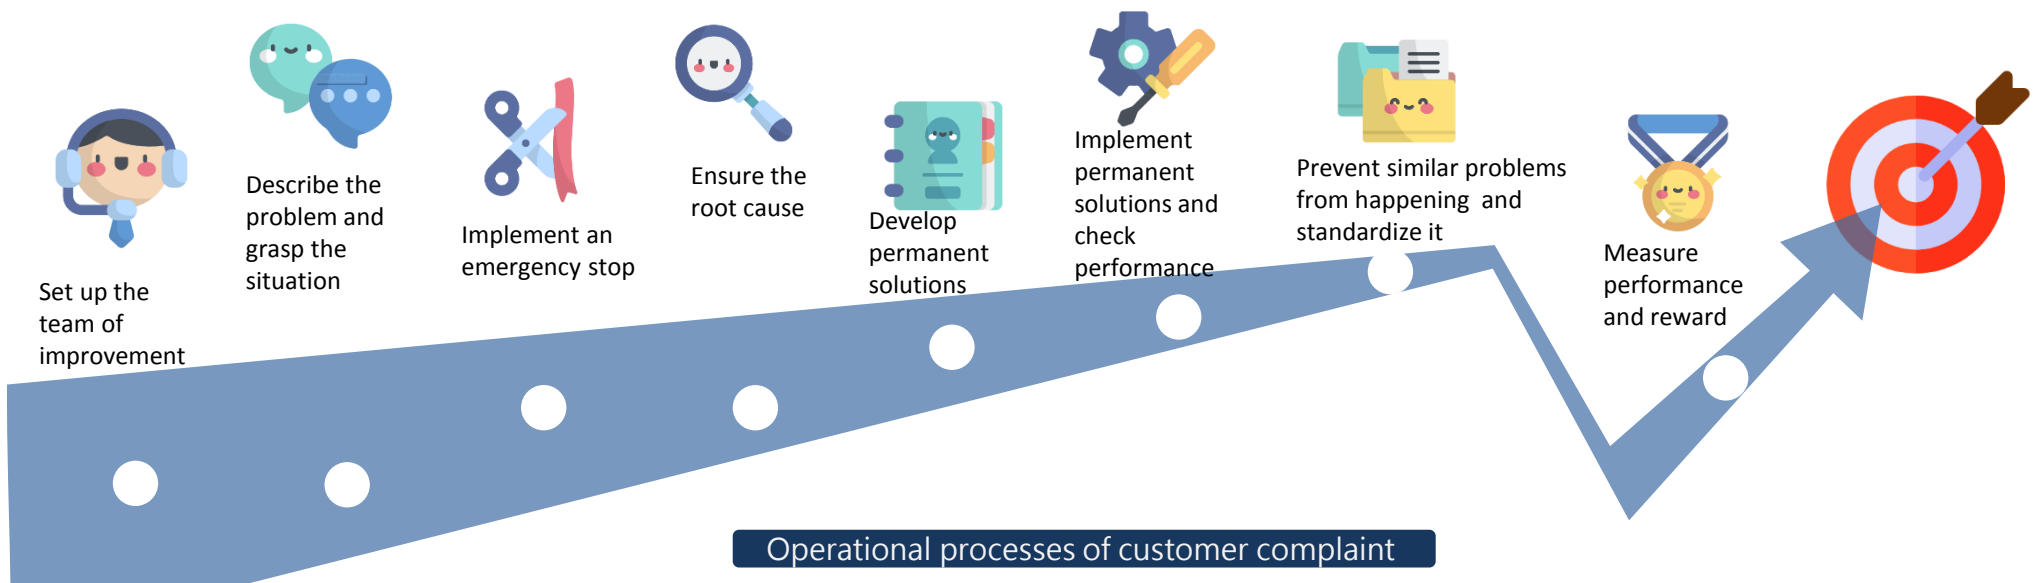 Set up the
team of
improvement
Describe the
problem and
grasp the
situation
Implement an
emergency stop
Ensure the
root cause
Develop
permanent
solutions
Implement
permanent
solutions and
check
performance
Prevent similar problems
from happening  and
standardize it
Measure
performance
and reward
Operational processes of customer complaint